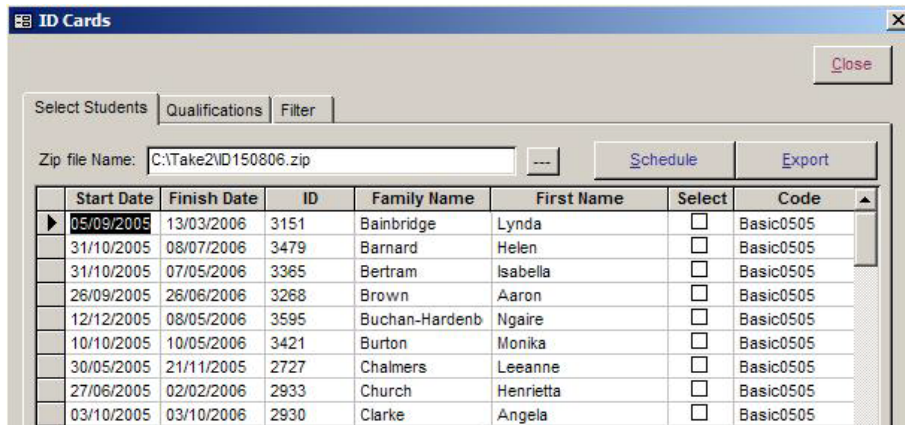 ID Cards
Close
Select Students Qualifications Filter
Zip file Name: C:\Take2\ID150806.zip --- Schedule Export
Start Date Finish Date ID Family Name First Name Select Code
05/09/2005 13/03/2006 3151 Bainbridge Lynda Basic0505
31/10/2005 08/07/2006 3479 Barnard Helen Basic0505
31/10/2005 07/05/2006 3365 Bertram Isabella Basic0505
26/09/2005 26/06/2006 3268 Brown Aaron Basic0505
12/12/2005 08/05/2006 3595 Buchan-Hardenb Ngaire Basic0505
10/10/2005 10/05/2006 3421 Burton Monika Basic0505
30/05/2005 21/11/2005 2727 Chalmers Leeanne Basic0505
27/06/2005 02/02/2006 2933 Church Henrietta Basic0505
03/10/2005 03/10/2006 2930 Clarke Angela Basic0505